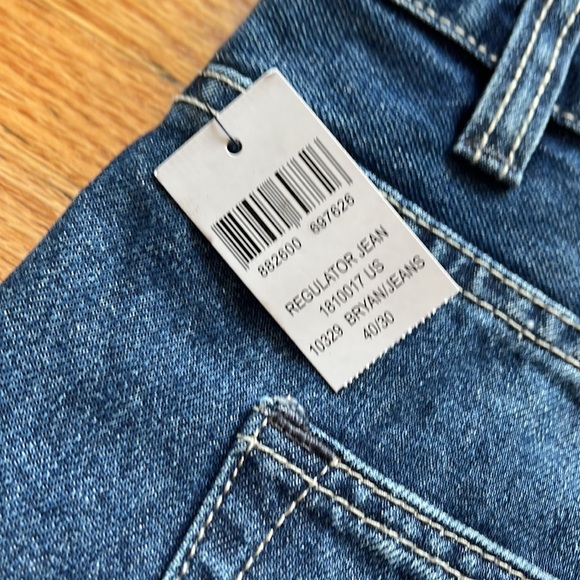 882600 697626
REGULATOR JEAN
1810017 US
10329 BRYAN/JEANS
40/30